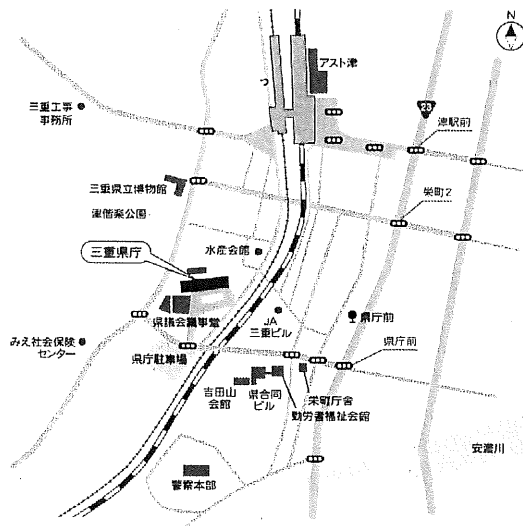 N
アスト津
つ
23
三重工事
事務所
津駅前
三重県立博物館
栄町2
津偕楽公園
水産会館
三重県庁
県議会議事堂
JA
三重ビル
県庁前
みえ社会保険
センター
県庁駐車場
県庁前
吉田山
会館
県合同
ビル
栄町庁舎
勤労者福祉会館
安濃川
警察本部